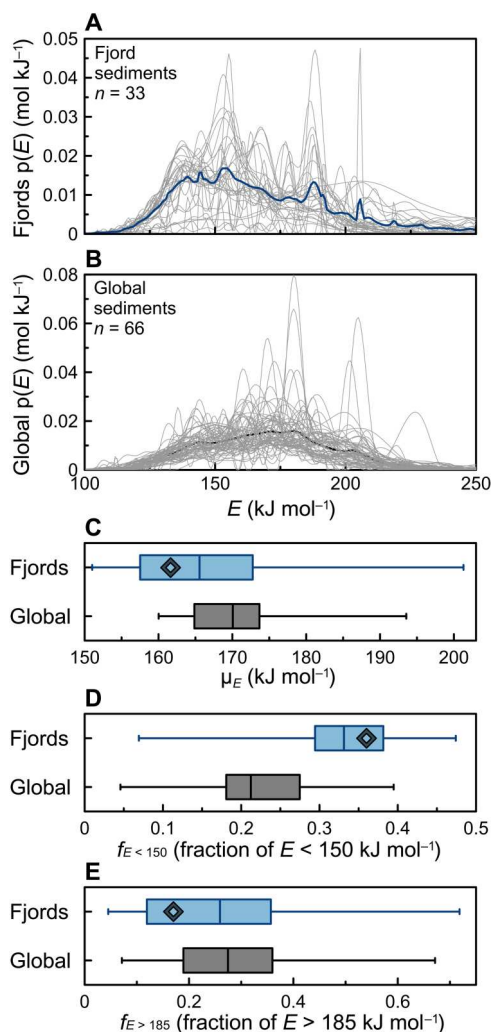 A
Fjords p(E) (mol kJ⁻¹)
0.05
0.04
0.03
0.02
0.01
0
Fjord
sediments
n = 33
B
Global p(E) (mol kJ⁻¹)
0.08
0.06
0.04
0.02
0
Global
sediments
n = 66
100 150 200 250
E (kJ mol⁻¹)
C
Fjords
Global
150 160 170 180 190 200
μE (kJ mol⁻¹)
D
Fjords
Global
0 0.1 0.2 0.3 0.4 0.5
fE < 150 (fraction of E < 150 kJ mol⁻¹)
E
Fjords
Global
0 0.2 0.4 0.6
fE > 185 (fraction of E > 185 kJ mol⁻¹)